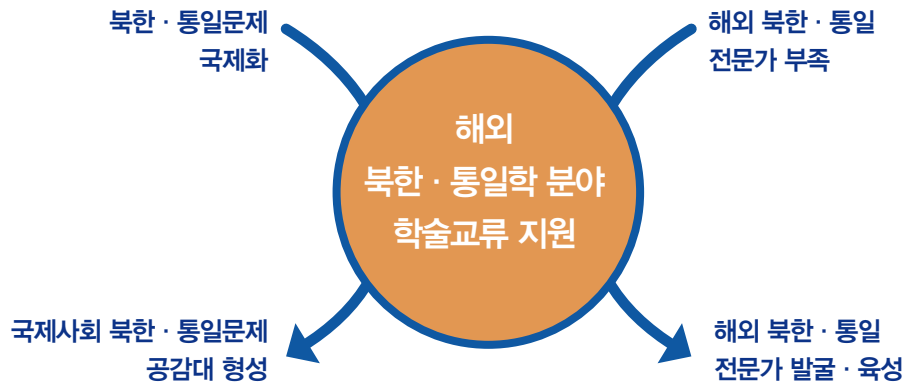 북한 · 통일문제
국제화
해외 북한 · 통일
전문가 부족
해외
북한 · 통일학 분야
학술교류 지원
국제사회 북한 · 통일문제
공감대 형성
해외 북한 · 통일
전문가 발굴 · 육성